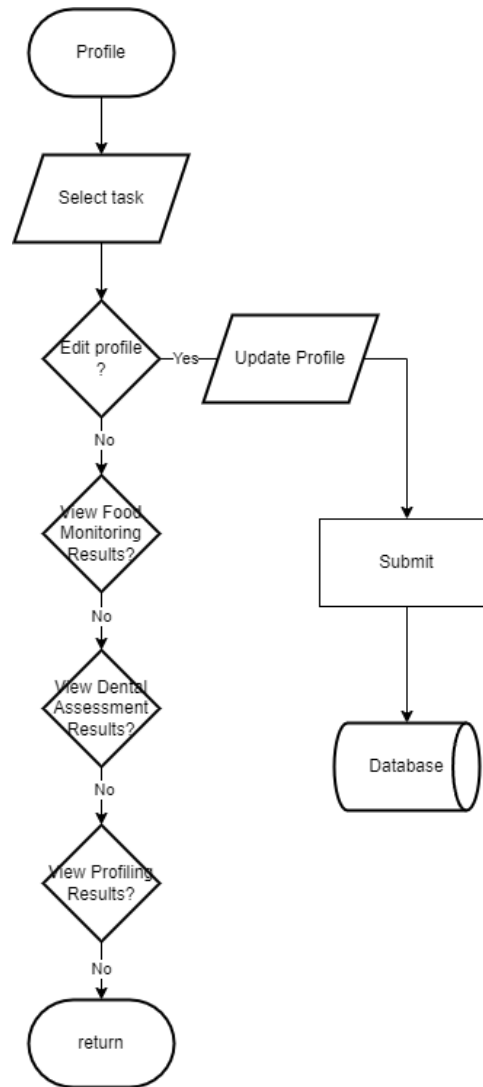 Profile
Select task
Edit profile
?
Yes
Update Profile
No
View Food
Monitoring
Results?
Submit
No
View Dental
Assessment
Results?
Database
No
View Profiling
Results?
No
return